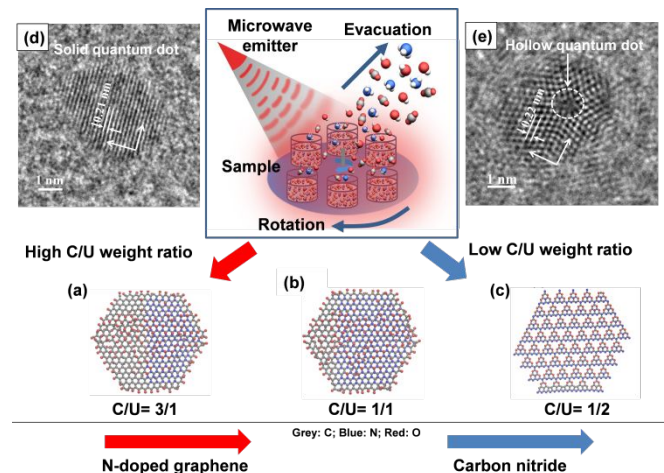 (d)
Solid quantum dot
0.21 nm
1 nm
Microwave
emitter
Evacuation
Sample
Rotation
(e)
Hollow quantum dot
0.22 nm
1 nm
High C/U weight ratio
Low C/U weight ratio
(a)
(b)
(c)
C/U= 3/1
C/U= 1/1
C/U= 1/2
Grey: C; Blue: N; Red: O
N-doped graphene
Carbon nitride